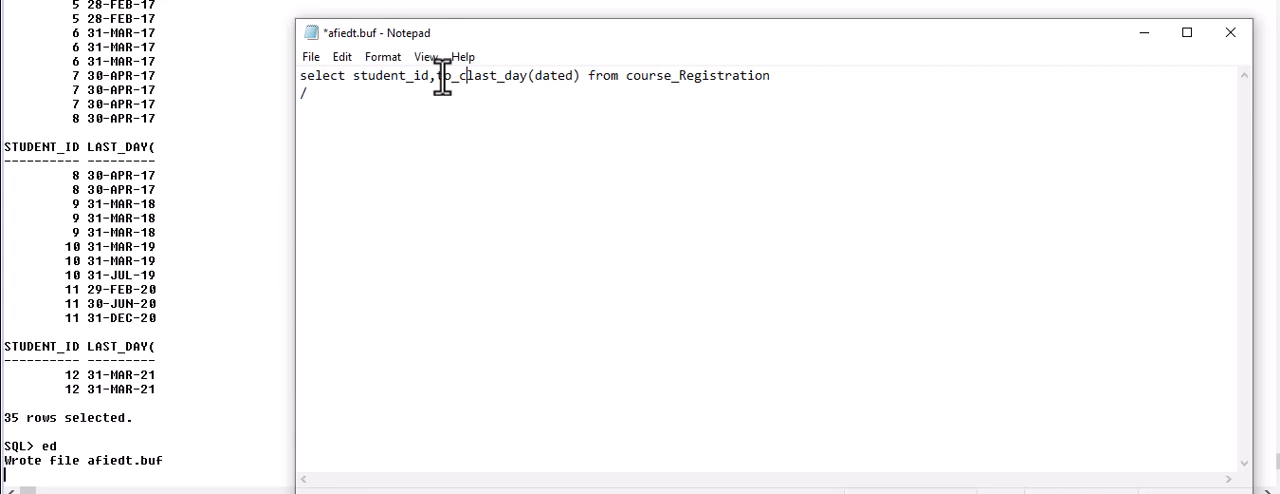 5 28-FEB-17
5 28-FEB-17
6 31-MAR-17
6 31-MAR-17
6 31-MAR-17
7 30-APR-17
7 30-APR-17
7 30-APR-17
8 30-APR-17
STUDENT_ID LAST_DAY(
---------- ---------
8 30-APR-17
8 30-APR-17
9 31-MAR-18
9 31-MAR-18
9 31-MAR-18
10 31-MAR-19
10 31-MAR-19
10 31-JUL-19
11 29-FEB-20
11 30-JUN-20
11 31-DEC-20
STUDENT_ID LAST_DAY(
---------- ---------
12 31-MAR-21
12 31-MAR-21
35 rows selected.
SQL> ed
Wrote file afiedt.buf
*afiedt.buf - Notepad
File Edit Format View Help
select student_id,to_clast_day(dated) from course_Registration
/